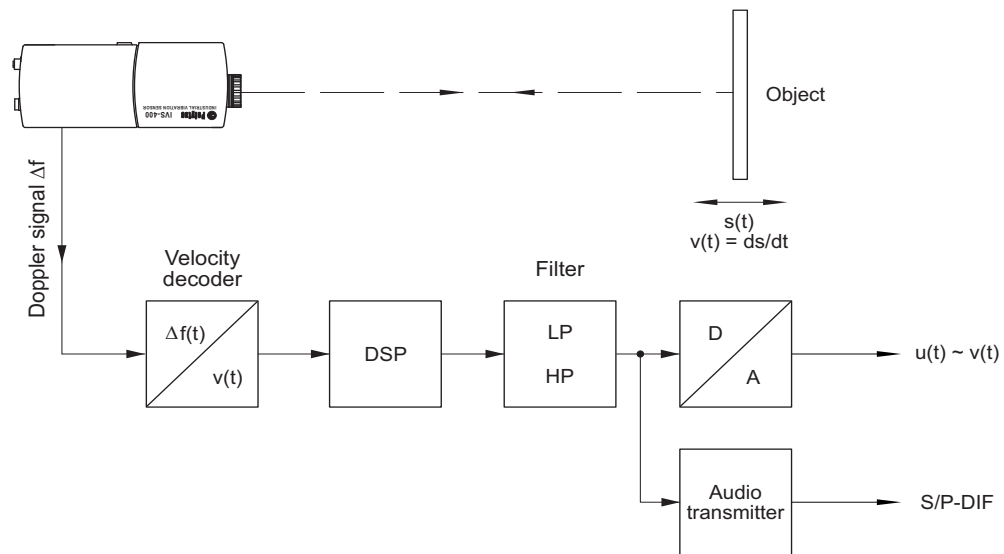 IVS-400 Polytec
INDUSTRIAL VIBRATION SENSOR
Object
s(t)
v(t) = ds/dt
Doppler signal Δf
Velocity
decoder
Δf(t)
v(t)
DSP
Filter
LP
HP
D
A
u(t) ~ v(t)
Audio
transmitter
S/P-DIF